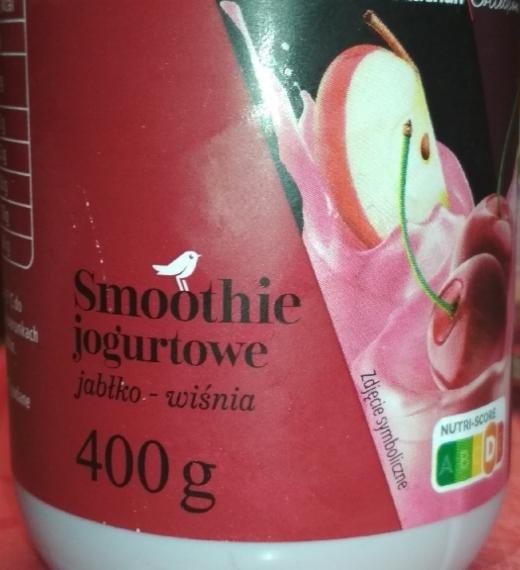 Smoothie
jogurtowe
jabłko - wiśnia
400 g
Zdjęcie symboliczne
NUTRI-SCORE
A B D